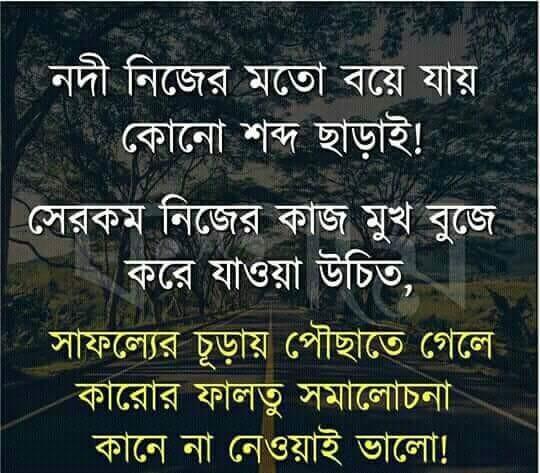 নদী নিজের মতো বয়ে যায়
কোনো শব্দ ছাড়াই!
সেরকম নিজের কাজ মুখ বুজে
করে যাওয়া উচিত,
সাফল্যের চূড়ায় পৌছাতে গেলে
কারোর ফালতু সমালোচনা
কানে না নেওয়াই ভালো!